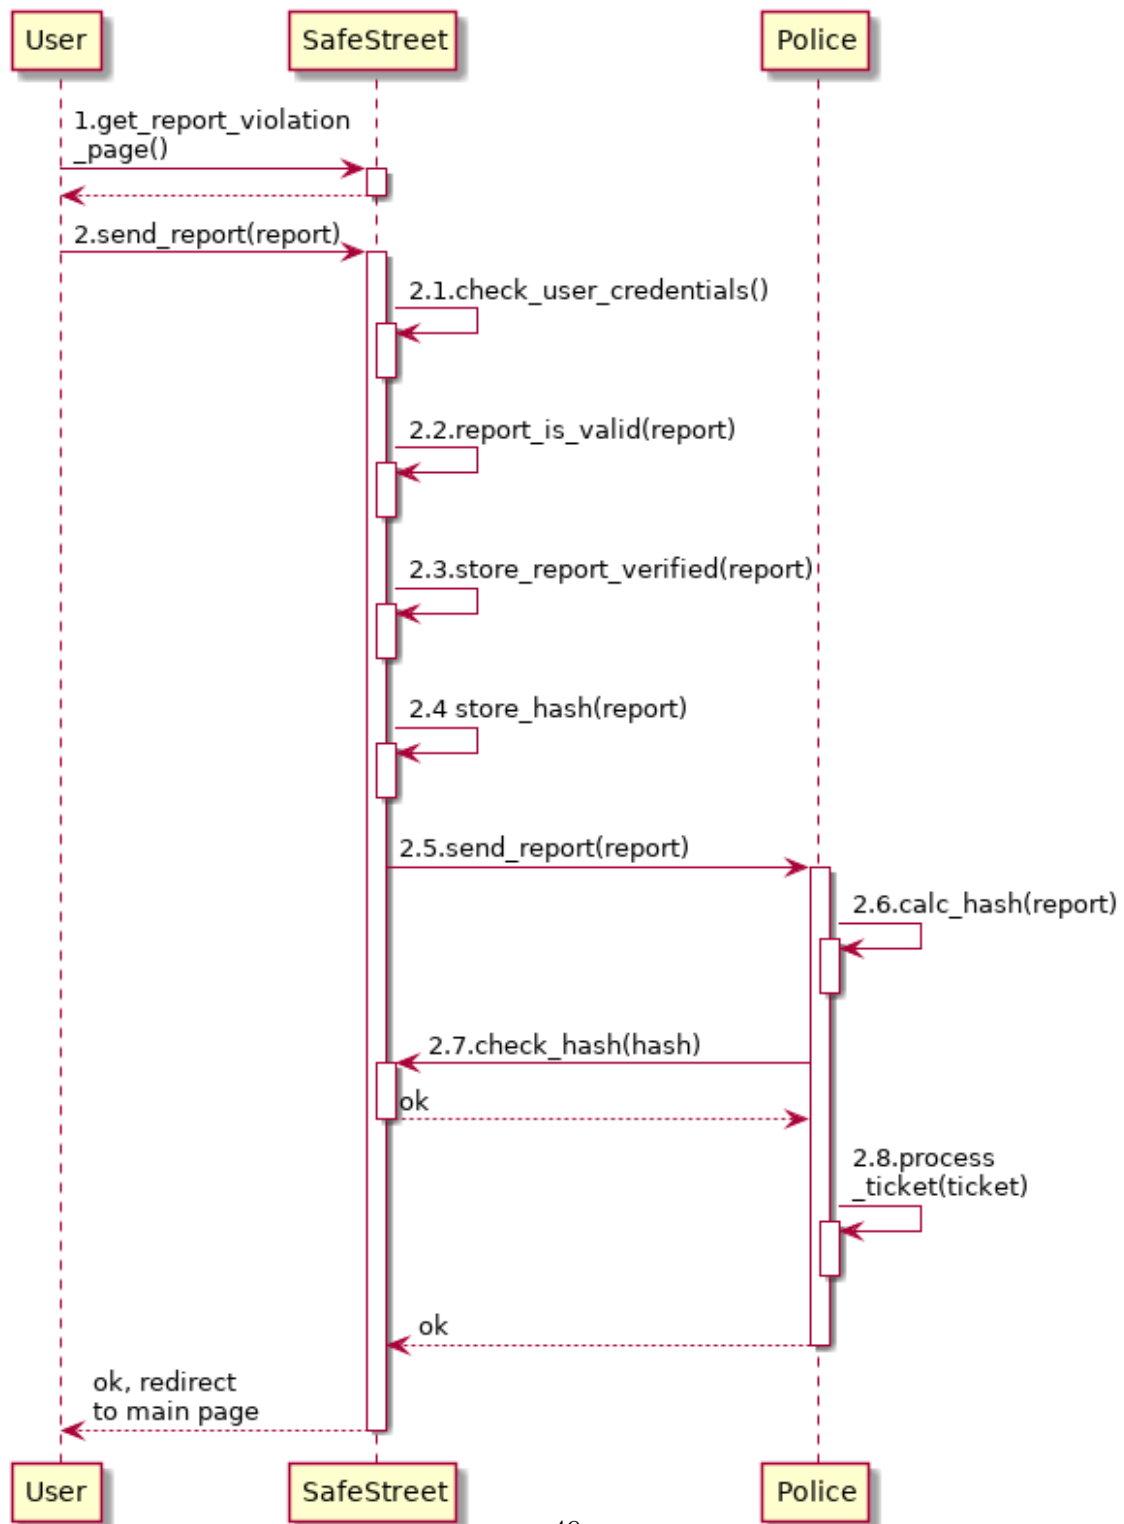 User SafeStreet Police
1.get_report_violation
_page()
2.send_report(report)
2.1.check_user_credentials()
2.2.report_is_valid(report)
2.3.store_report_verified(report)
2.4 store_hash(report)
2.5.send_report(report)
2.6.calc_hash(report)
2.7.check_hash(hash)
ok
2.8.process
_ticket(ticket)
ok
ok, redirect
to main page
User SafeStreet Police